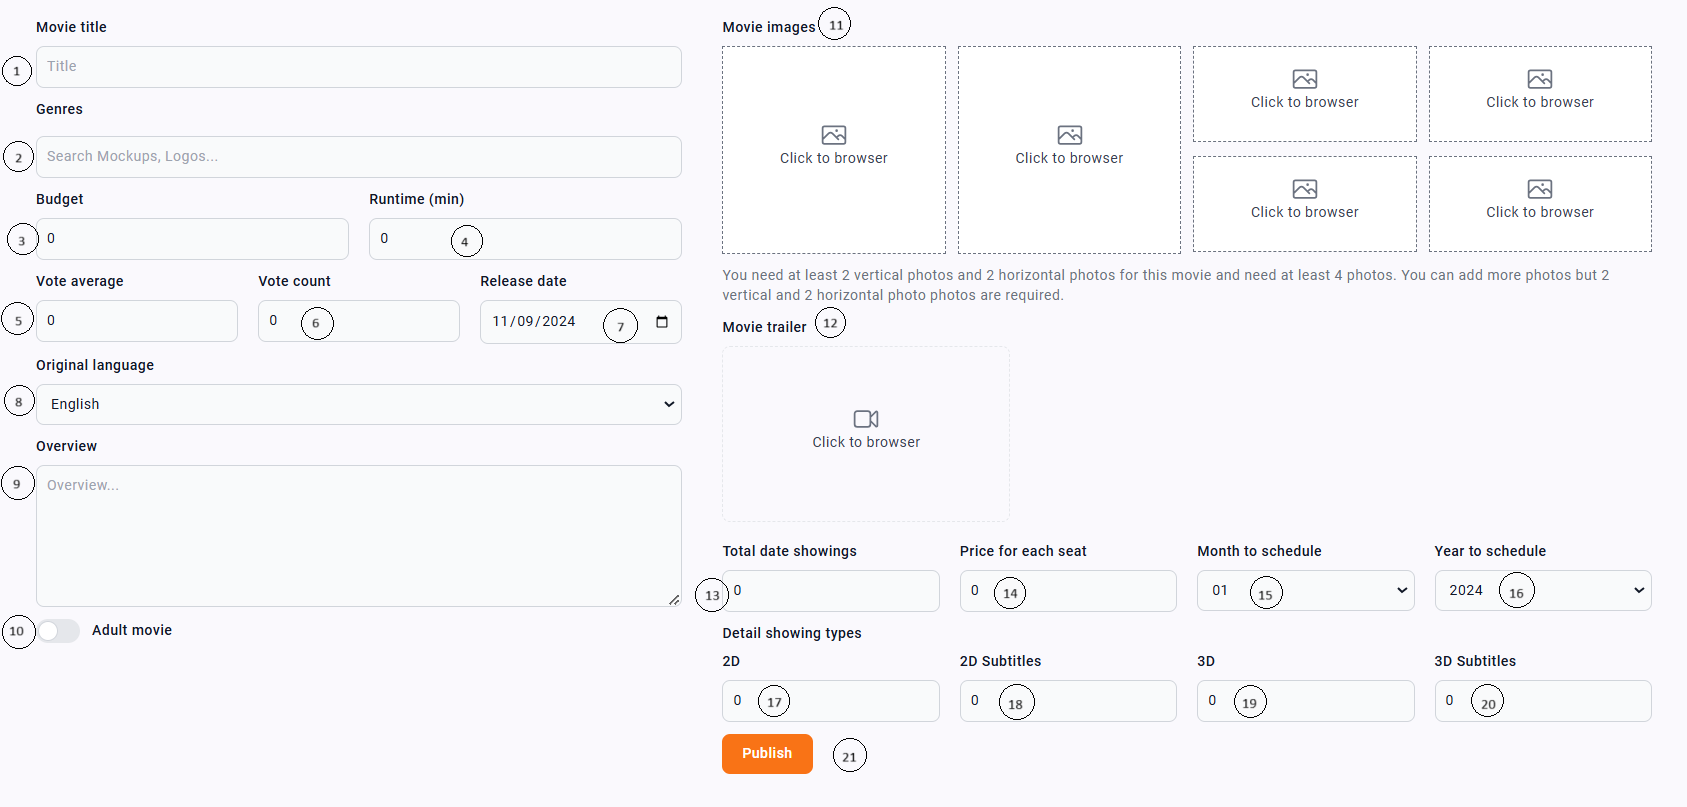 Movie title
1
Title
Genres
2
Search Mockups, Logos...
Budget
Runtime (min)
3
0
0
4
Vote average
Vote count
Release date
5
0
0
6
11/09/2024
7
Original language
8
English
Overview
9
Overview...
10
Adult movie
Movie images
11
Click to browser
Click to browser
Click to browser
Click to browser
Click to browser
Click to browser
You need at least 2 vertical photos and 2 horizontal photos for this movie and need at least 4 photos. You can add more photos but 2
vertical and 2 horizontal photo photos are required.
Movie trailer
12
Click to browser
Total date showings
Price for each seat
Month to schedule
Year to schedule
13
0
0
14
01
15
2024
16
Detail showing types
2D
2D Subtitles
3D
3D Subtitles
0
17
0
18
0
19
0
20
Publish
21